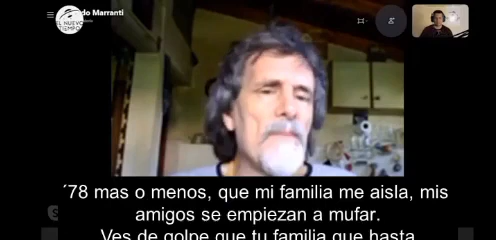 do Marranti
EL NUEVO
TIEMPO
´78 mas o menos, que mi familia me aisla, mis
amigos se empiezan a mufar.
Ves de golpe que tu familia que hasta